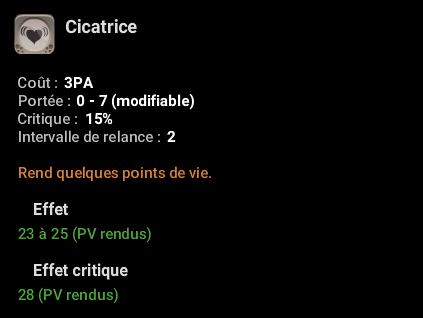 Cicatrice
Coût : 3PA
Portée : 0 - 7 (modifiable)
Critique : 15%
Intervalle de relance : 2
Rend quelques points de vie.
Effet
23 à 25 (PV rendus)
Effet critique
28 (PV rendus)